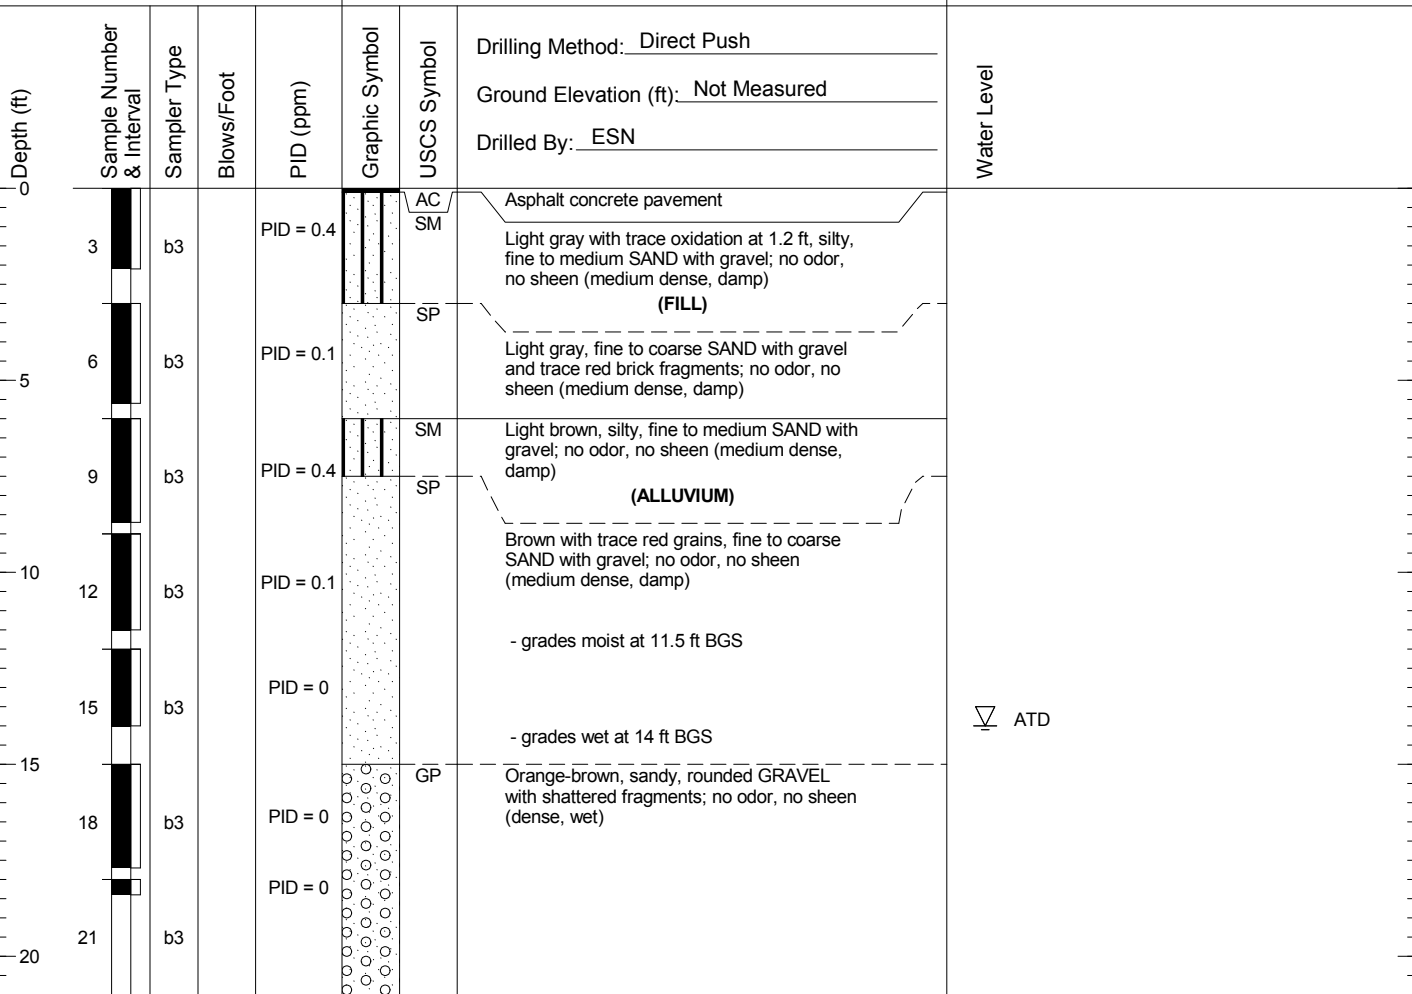 Depth (ft)
Sample Number
& Interval
Sampler Type
Blows/Foot
PID (ppm)
Graphic Symbol
USCS Symbol
Drilling Method: Direct Push
Ground Elevation (ft): Not Measured
Drilled By: ESN
Water Level
0
AC
Asphalt concrete pavement
SM
PID = 0.4
3
b3
Light gray with trace oxidation at 1.2 ft, silty,
fine to medium SAND with gravel; no odor,
no sheen (medium dense, damp)
(FILL)
SP
PID = 0.1
6
b3
Light gray, fine to coarse SAND with gravel
and trace red brick fragments; no odor, no
sheen (medium dense, damp)
5
SM
Light brown, silty, fine to medium SAND with
gravel; no odor, no sheen (medium dense,
damp)
PID = 0.4
9
b3
SP
(ALLUVIUM)
Brown with trace red grains, fine to coarse
SAND with gravel; no odor, no sheen
(medium dense, damp)
10
PID = 0.1
12
b3
- grades moist at 11.5 ft BGS
PID = 0
15
b3
ATD
- grades wet at 14 ft BGS
15
GP
Orange-brown, sandy, rounded GRAVEL
with shattered fragments; no odor, no sheen
(dense, wet)
PID = 0
18
b3
PID = 0
21
b3
20